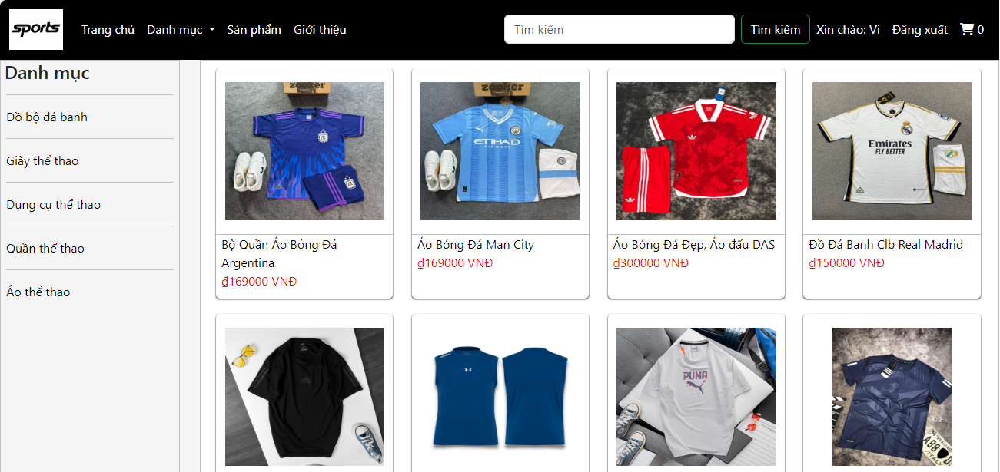 sports
Trang chủ Danh mục Sản phẩm Giới thiệu Tìm kiếm Tìm kiếm Xin chào: Vi Đăng xuất 0
Danh mục
Đồ bộ đá banh
Giày thể thao
Dụng cụ thể thao
Quần thể thao
Áo thể thao
zooker
ETIHAD
AIRWAYS
zooker
Emirates
FLY BETTER
Bộ Quần Áo Bóng Đá
Argentina
₫169000 VNĐ
Áo Bóng Đá Man City
₫169000 VNĐ
Áo Bóng Đá Đẹp, Áo đấu DAS
₫300000 VNĐ
Đồ Đá Banh Clb Real Madrid
₫150000 VNĐ
PUMA